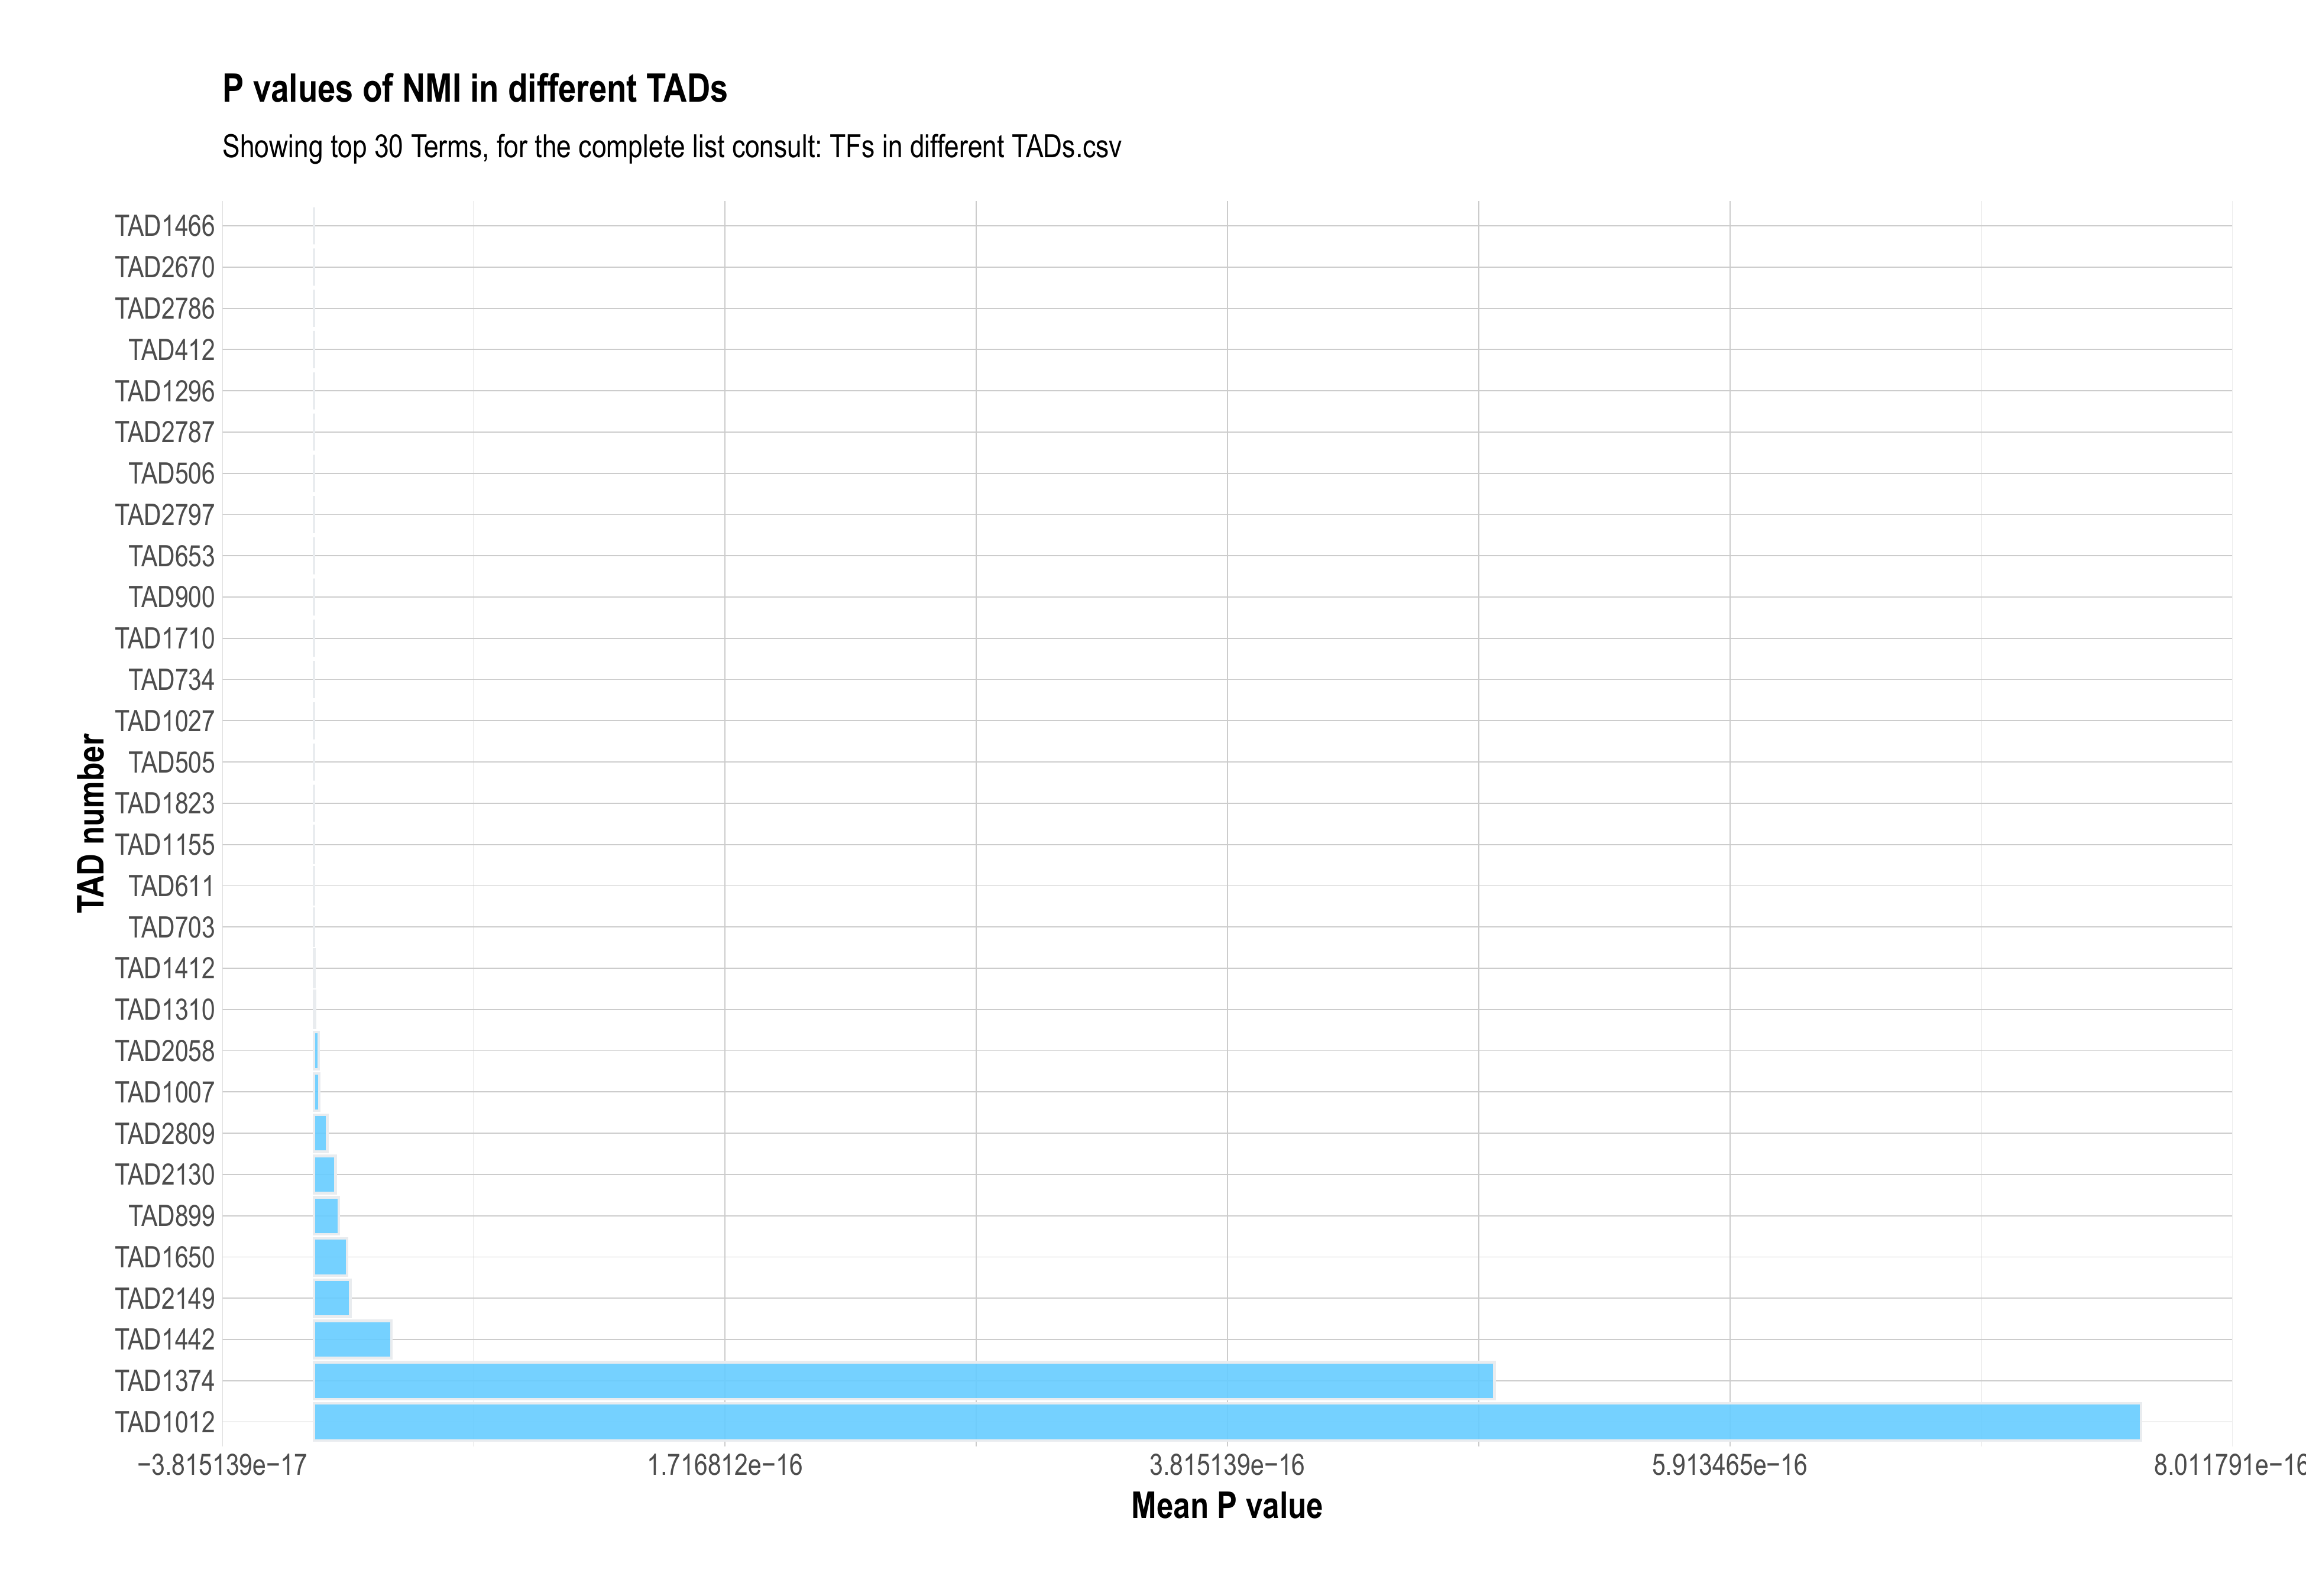 P values of NMI in different TADs
Showing top 30 Terms, for the complete list consult: TFs in different TADs.csv
TAD number
TAD1466
TAD2670
TAD2786
TAD412
TAD1296
TAD2787
TAD506
TAD2797
TAD653
TAD900
TAD1710
TAD734
TAD1027
TAD505
TAD1823
TAD1155
TAD611
TAD703
TAD1412
TAD1310
TAD2058
TAD1007
TAD2809
TAD2130
TAD899
TAD1650
TAD2149
TAD1442
TAD1374
TAD1012
−3.815139e−17 1.716812e−16 3.815139e−16 5.913465e−16 8.011791e−16
Mean P value